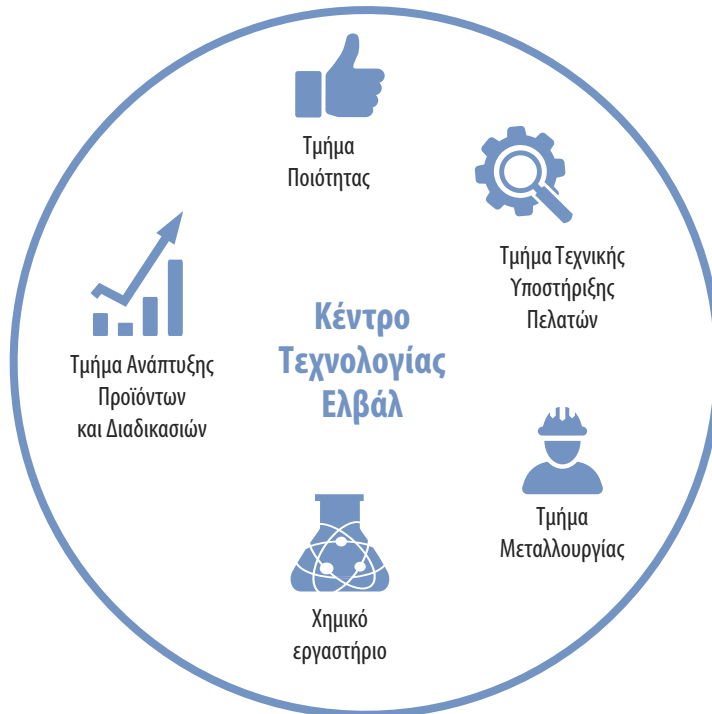 Τμήμα
Ποιότητας
Τμήμα Τεχνικής
Υποστήριξης
Πελατών
Τμήμα Ανάπτυξης
Προϊόντων
και Διαδικασιών
Κέντρο
Τεχνολογίας
Ελβάλ
Τμήμα
Μεταλλουργίας
Χημικό
εργαστήριο